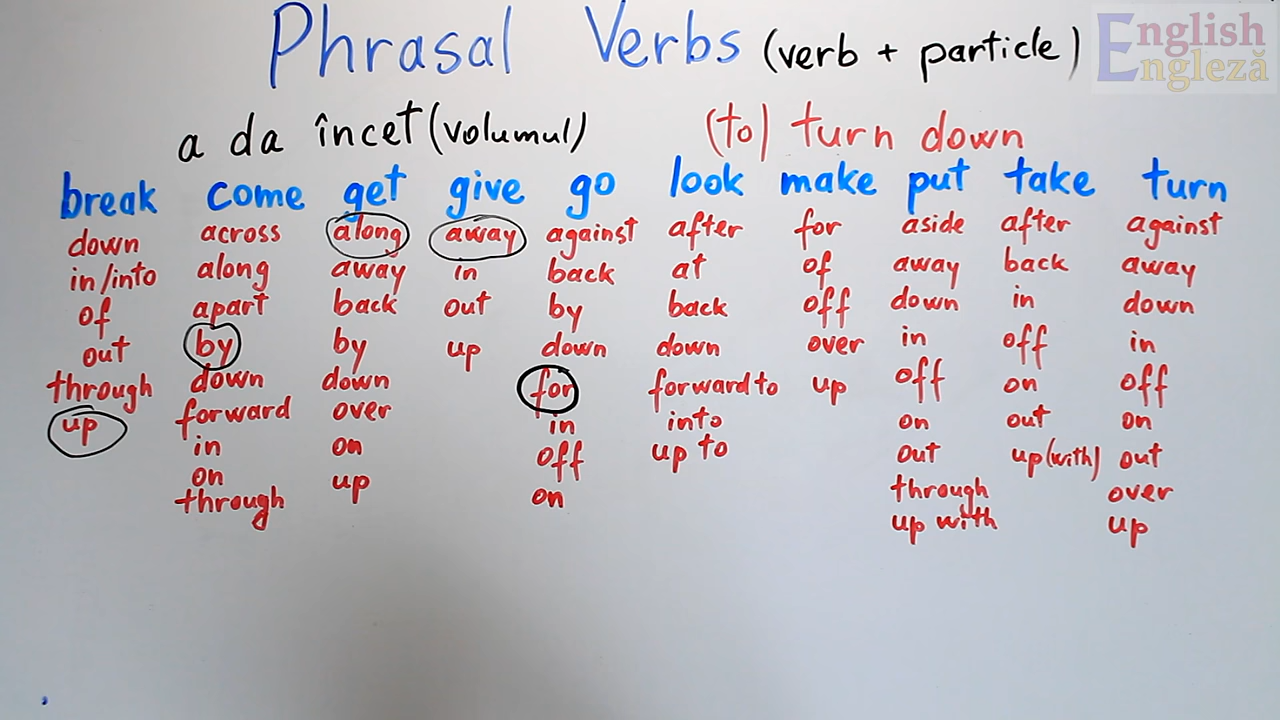 Phrasal Verbs (verb + particle)
English
Engleză
a da încet (volumul) (to) turn down
break come get give go look make put take turn
down across along away against after for aside after against
in/into along away in back at of away back away
of apart back out by back off down in down
out by by up down down over in off in
through down down for forward to up off on off
up forward over in into on out on
in on off up to out up (with) out
on up on through over
through up with up